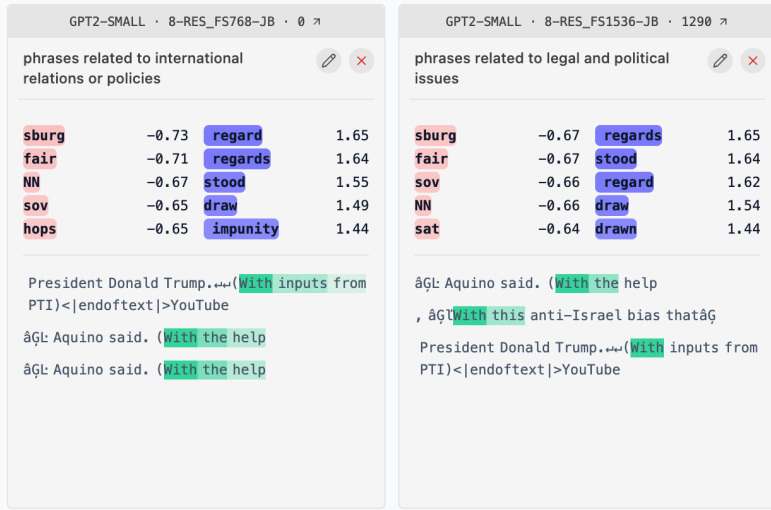 GPT2-SMALL · 8-RES_FS768-JB · 0 ↗
phrases related to international
relations or policies
sburg -0.73 regard 1.65
fair -0.71 regards 1.64
NN -0.67 stood 1.55
sov -0.65 draw 1.49
hops -0.65 impunity 1.44
President Donald Trump.↵↵(With inputs from
PTI)<|endoftext|>YouTube
âĢĿ Aquino said. (With the help
âĢĿ Aquino said. (With the help
GPT2-SMALL · 8-RES_FS1536-JB · 1290 ↗
phrases related to legal and political
issues
sburg -0.67 regards 1.65
fair -0.67 stood 1.64
sov -0.66 regard 1.62
NN -0.66 draw 1.54
sat -0.64 drawn 1.44
âĢĿ Aquino said. (With the help
, âĢľWith this anti-Israel bias thatâĢ
President Donald Trump.↵↵(With inputs from
PTI)<|endoftext|>YouTube